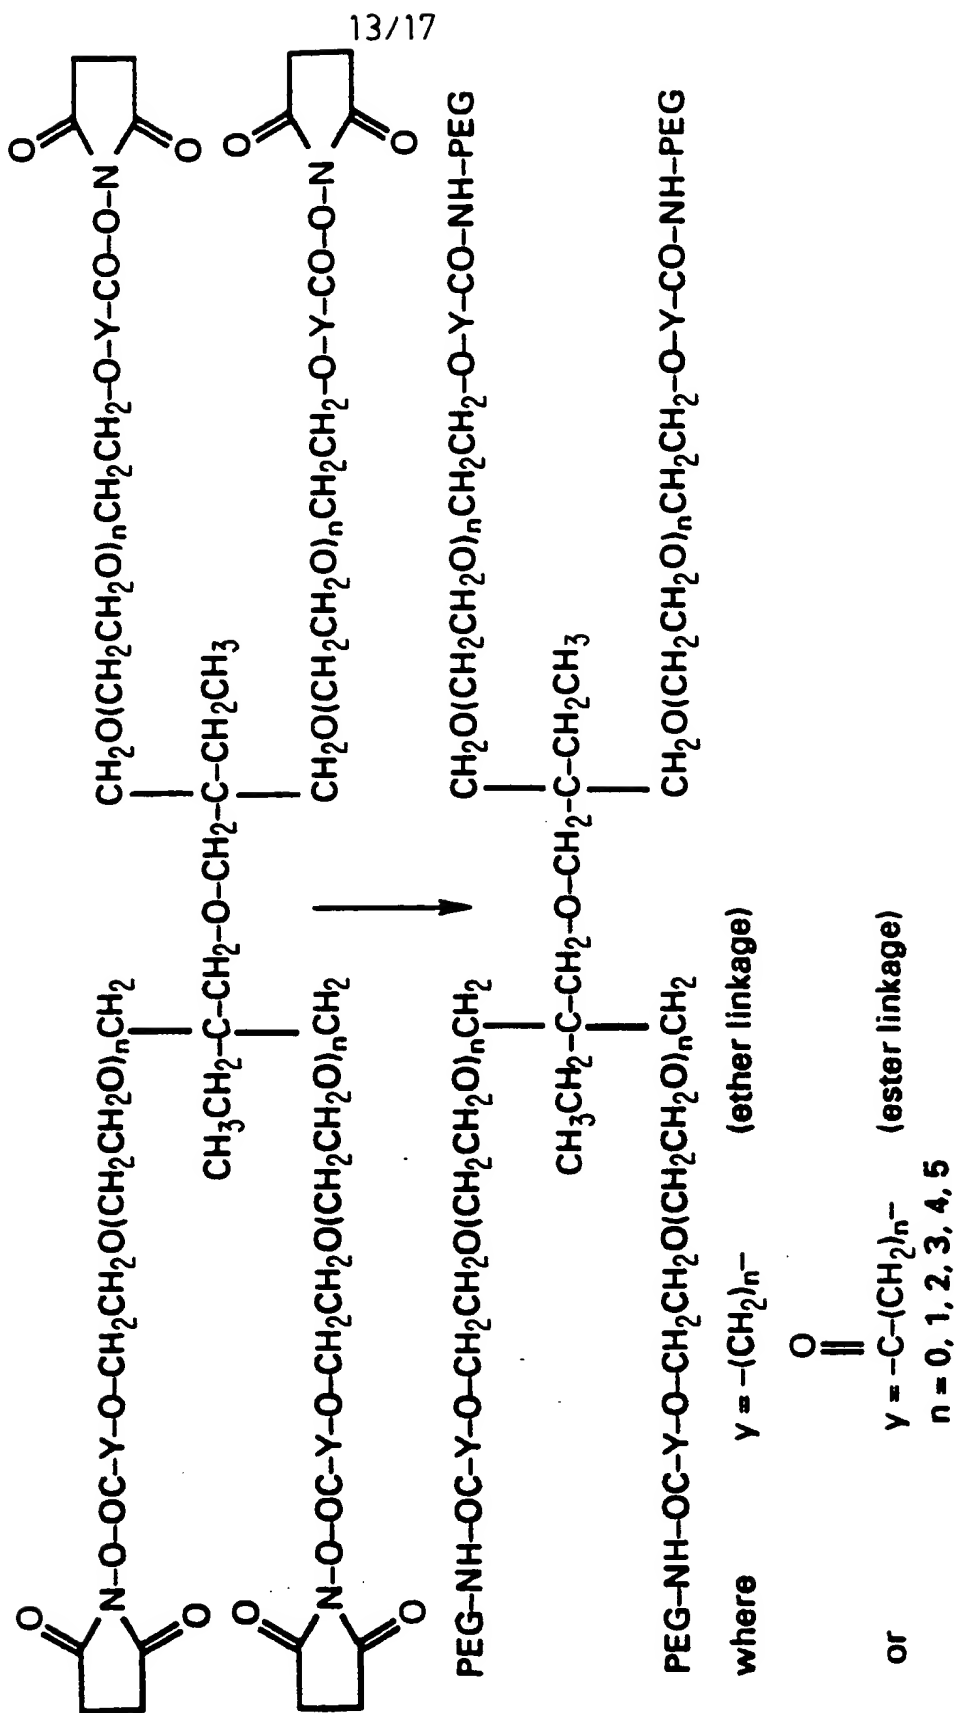 13/17
O O
N–O–OC–Y–O–CH₂CH₂O(CH₂CH₂O)ₙCH₂ CH₂O(CH₂CH₂O)ₙCH₂CH₂–O–Y–CO–O–N
O O
CH₃CH₂–C–CH₂–O–CH₂–C–CH₂CH₃
O O
N–O–OC–Y–O–CH₂CH₂O(CH₂CH₂O)ₙCH₂ CH₂O(CH₂CH₂O)ₙCH₂CH₂–O–Y–CO–O–N
O O
PEG–NH–OC–Y–O–CH₂CH₂O(CH₂CH₂O)ₙCH₂ CH₂O(CH₂CH₂O)ₙCH₂CH₂–O–Y–CO–NH–PEG
CH₃CH₂–C–CH₂–O–CH₂–C–CH₂CH₃
PEG–NH–OC–Y–O–CH₂CH₂O(CH₂CH₂O)ₙCH₂ CH₂O(CH₂CH₂O)ₙCH₂CH₂–O–Y–CO–NH–PEG
where y = –(CH₂)ₙ– (ether linkage)
O
or y = –C–(CH₂)ₙ– (ester linkage)
n = 0, 1, 2, 3, 4, 5